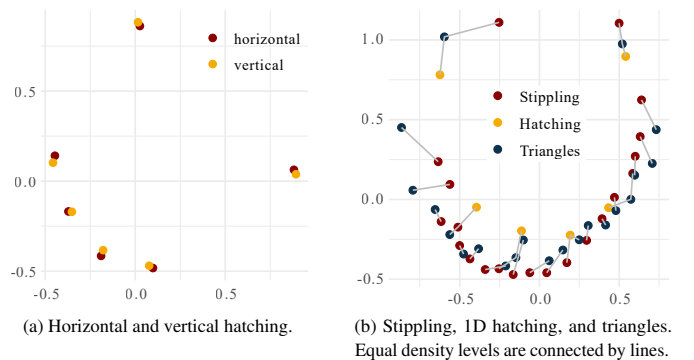 horizontal
vertical
0.5
0.0
-0.5
-0.5
0.0
0.5
(a) Horizontal and vertical hatching.
1.0
0.5
0.0
-0.5
Stippling
Hatching
Triangles
-0.5
0.0
0.5
(b) Stippling, 1D hatching, and triangles.
Equal density levels are connected by lines.